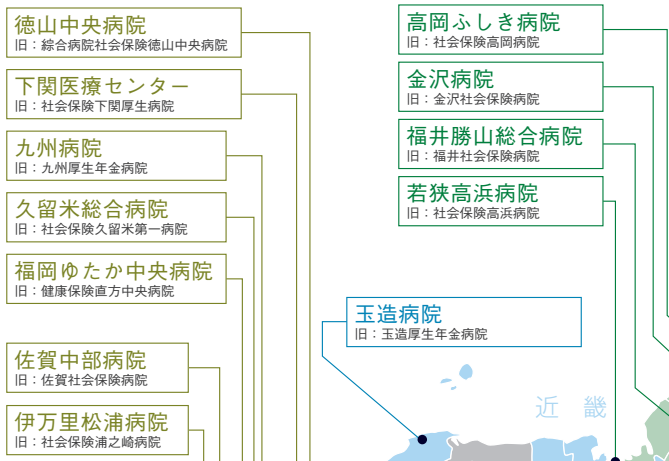 徳山中央病院
旧：綜合病院社会保険徳山中央病院
下関医療センター
旧：社会保険下関厚生病院
九州病院
旧：九州厚生年金病院
久留米総合病院
旧：社会保険久留米第一病院
福岡ゆたか中央病院
旧：健康保険直方中央病院
佐賀中部病院
旧：佐賀社会保険病院
伊万里松浦病院
旧：社会保険浦之崎病院
高岡ふしき病院
旧：社会保険高岡病院
金沢病院
旧：金沢社会保険病院
福井勝山総合病院
旧：福井社会保険病院
若狭高浜病院
旧：社会保険高浜病院
玉造病院
旧：玉造厚生年金病院
近畿